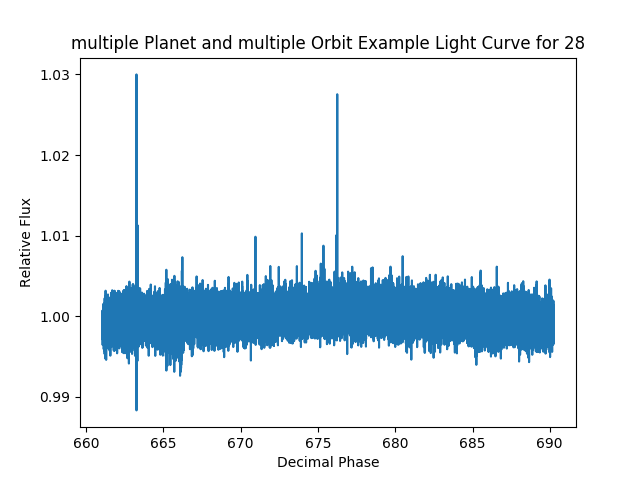 multiple Planet and multiple Orbit Example Light Curve for 28
1.03
1.02
1.01
1.00
0.99
Relative Flux
660 665 670 675 680 685 690
Decimal Phase